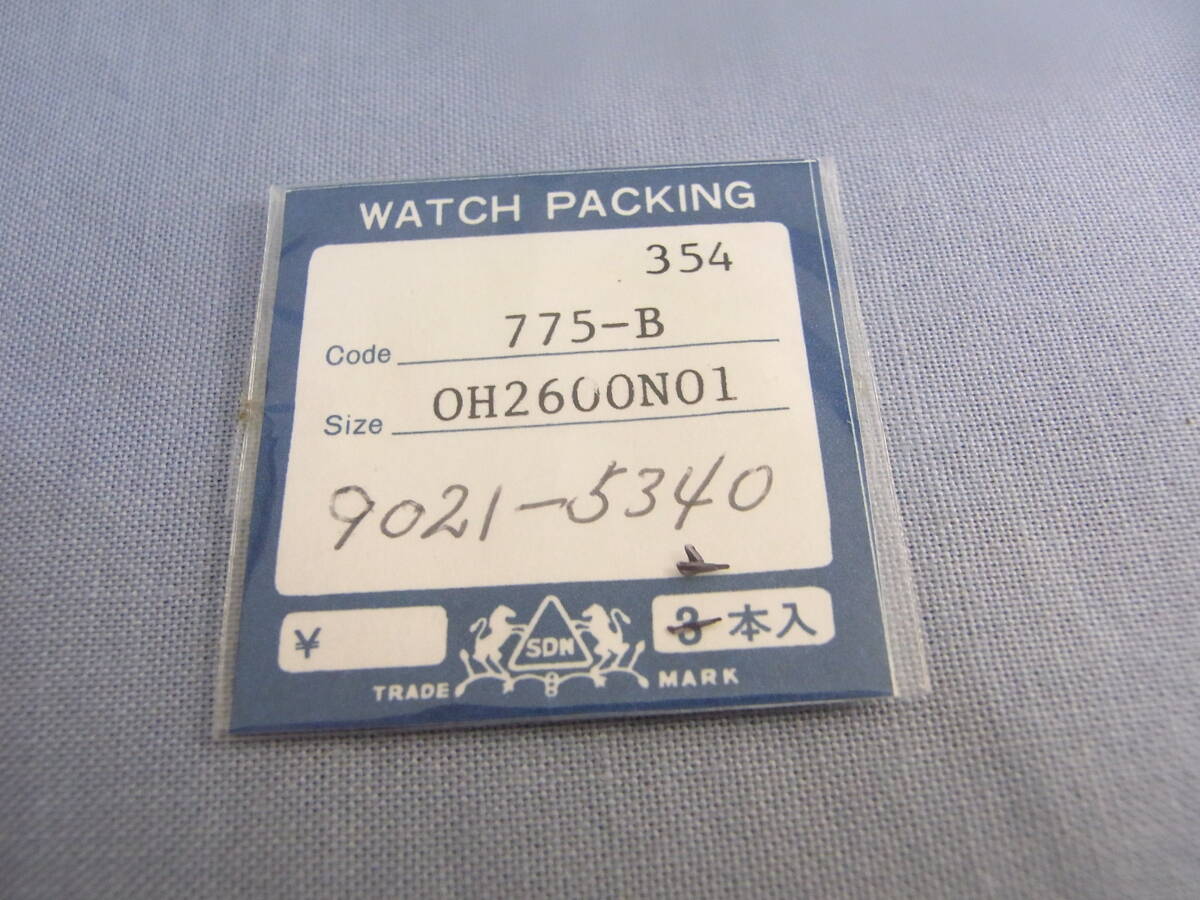 WATCH PACKING
354
Code 775-B
Size OH2600N01
9021-5340
¥
SDN
3本入
TRADE MARK